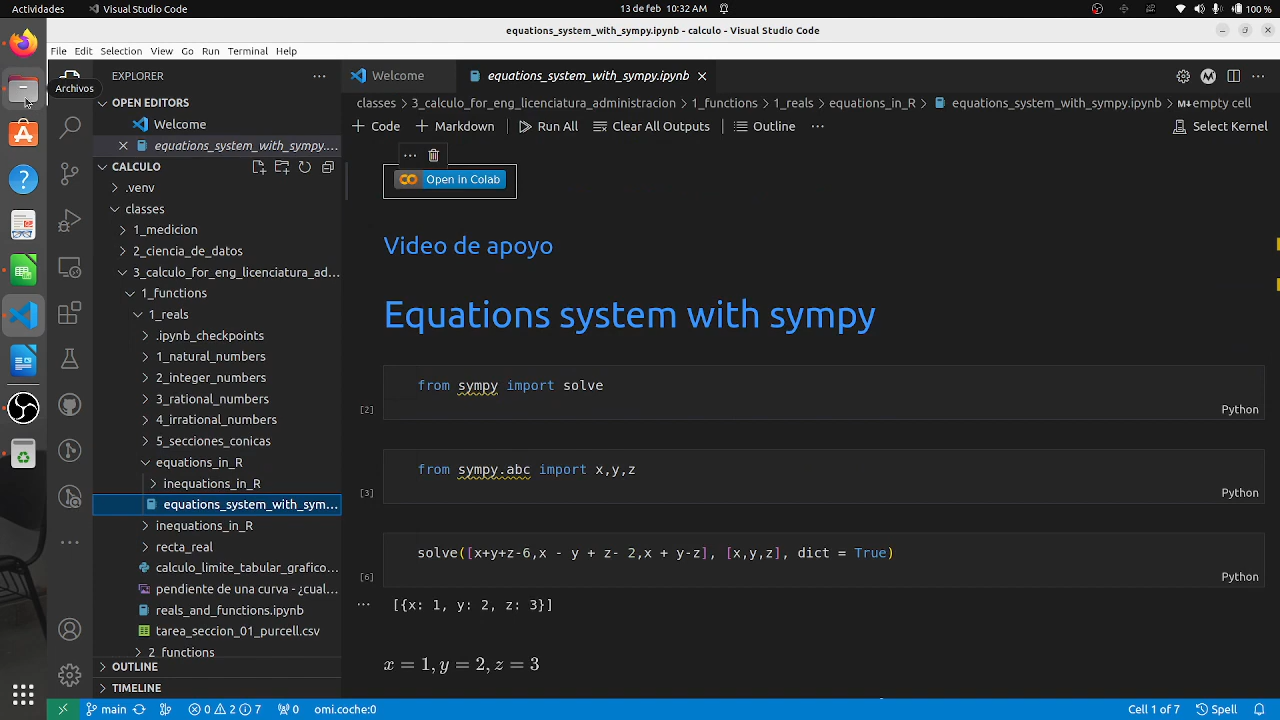 Actividades
Visual Studio Code
13 de feb 10:32 AM
100 %
equations_system_with_sympy.ipynb - calculo - Visual Studio Code
File Edit Selection View Go Run Terminal Help
Archivos
EXPLORER
OPEN EDITORS
Welcome
equations_system_with_sympy....
CALCULO
.venv
classes
1_medicion
2_ciencia_de_datos
3_calculo_for_eng_licenciatura_ad...
1_functions
1_reals
.ipynb_checkpoints
1_natural_numbers
2_integer_numbers
3_rational_numbers
4_irrational_numbers
5_secciones_conicas
equations_in_R
inequations_in_R
equations_system_with_sym...
inequations_in_R
recta_real
calculo_limite_tabular_grafico...
pendiente de una curva - ¿cual...
reals_and_functions.ipynb
tarea_seccion_01_purcell.csv
2_functions
OUTLINE
TIMELINE
Welcome
equations_system_with_sympy.ipynb
classes > 3_calculo_for_eng_licenciatura_administracion > 1_functions > 1_reals > equations_in_R > equations_system_with_sympy.ipynb > empty cell
+ Code + Markdown Run All Clear All Outputs Outline ...
Select Kernel
Open in Colab
Video de apoyo
Equations system with sympy
from sympy import solve
[2]
Python
from sympy.abc import x,y,z
[3]
Python
solve([x+y+z-6,x - y + z- 2,x + y-z], [x,y,z], dict = True)
[6]
Python
[{x: 1, y: 2, z: 3}]
x = 1, y = 2, z = 3
main
0 2 7
0
omi.coche:0
Cell 1 of 7
Spell